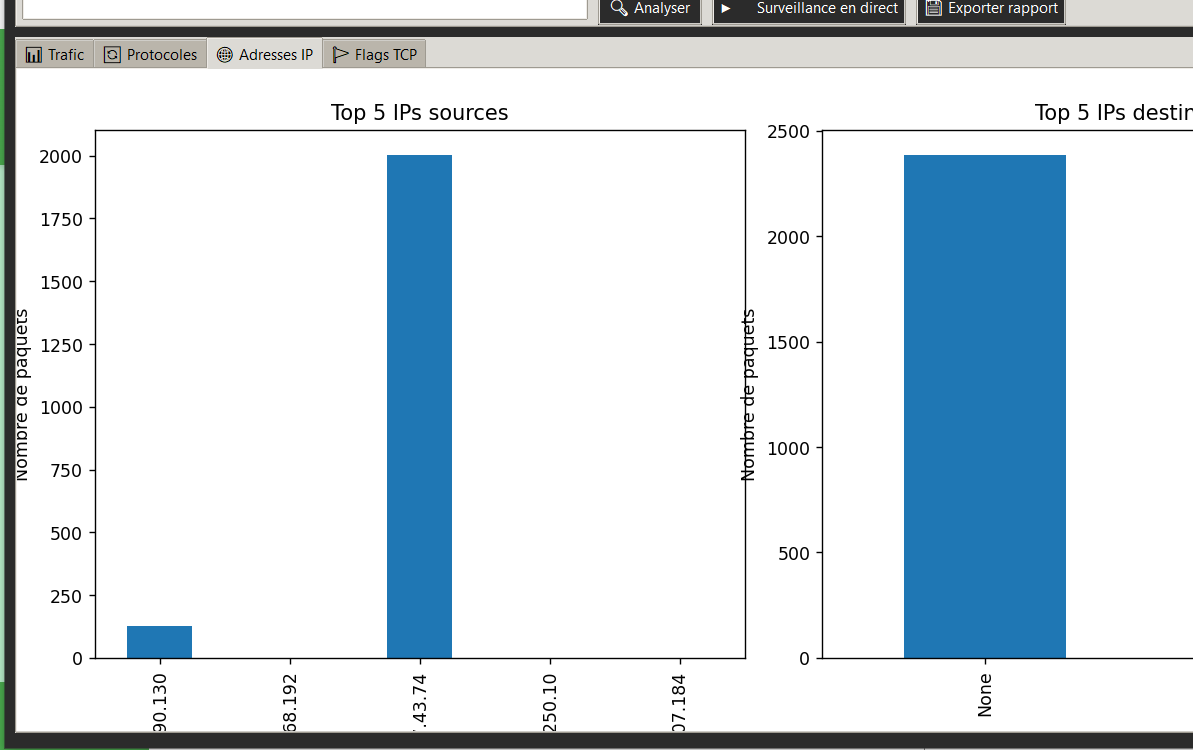 Analyser
Surveillance en direct
Exporter rapport
Trafic
Protocoles
Adresses IP
Flags TCP
Top 5 IPs sources
Nombre de paquets
2000
1750
1500
1250
1000
750
500
250
0
90.130
68.192
.43.74
250.10
07.184
Top 5 IPs destin
Nombre de paquets
2500
2000
1500
1000
500
0
None